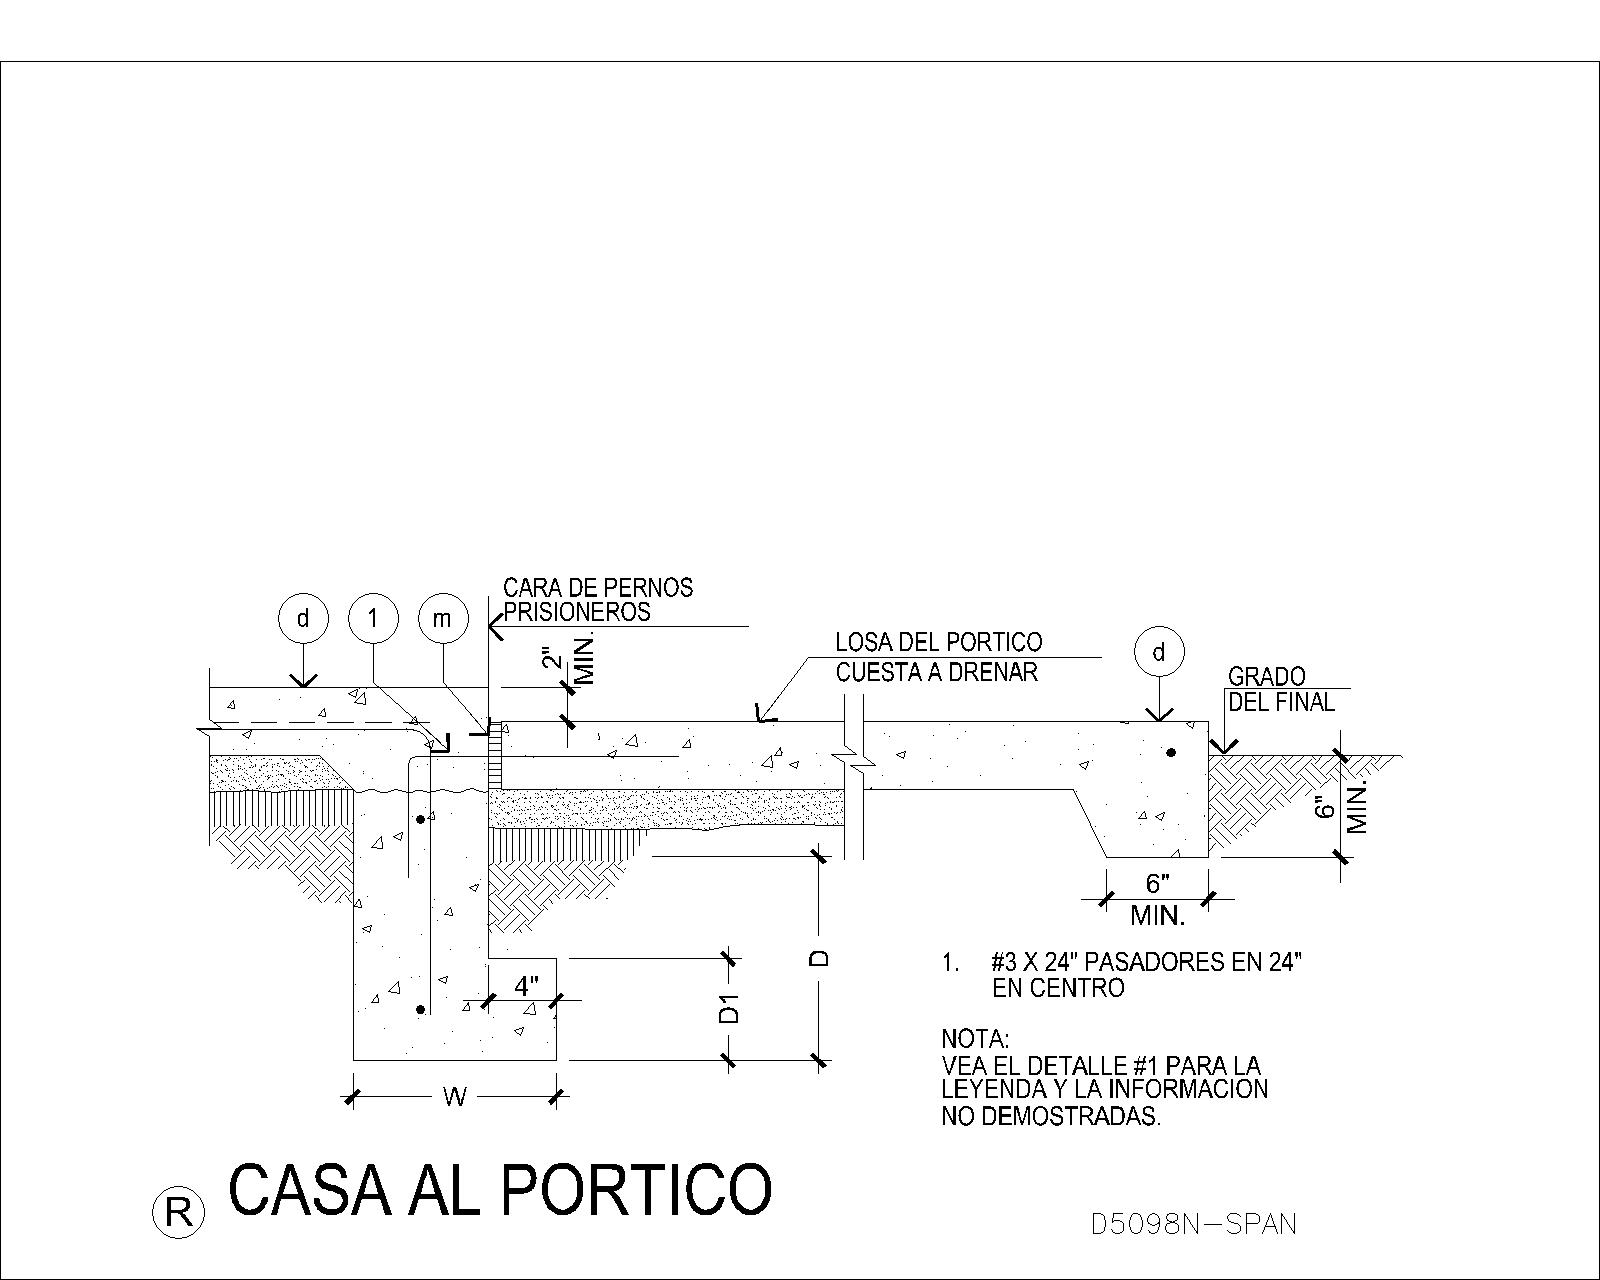 CARA DE PERNOS
PRISIONEROS
d
1
m
2"
MIN.
LOSA DEL PORTICO
CUESTA A DRENAR
d
GRADO
DEL FINAL
6"
MIN.
6"
MIN.
D
D1
4"
W
1. #3 X 24" PASADORES EN 24"
EN CENTRO
NOTA:
VEA EL DETALLE #1 PARA LA
LEYENDA Y LA INFORMACION
NO DEMOSTRADAS.
R CASA AL PORTICO
D5098N-SPAN